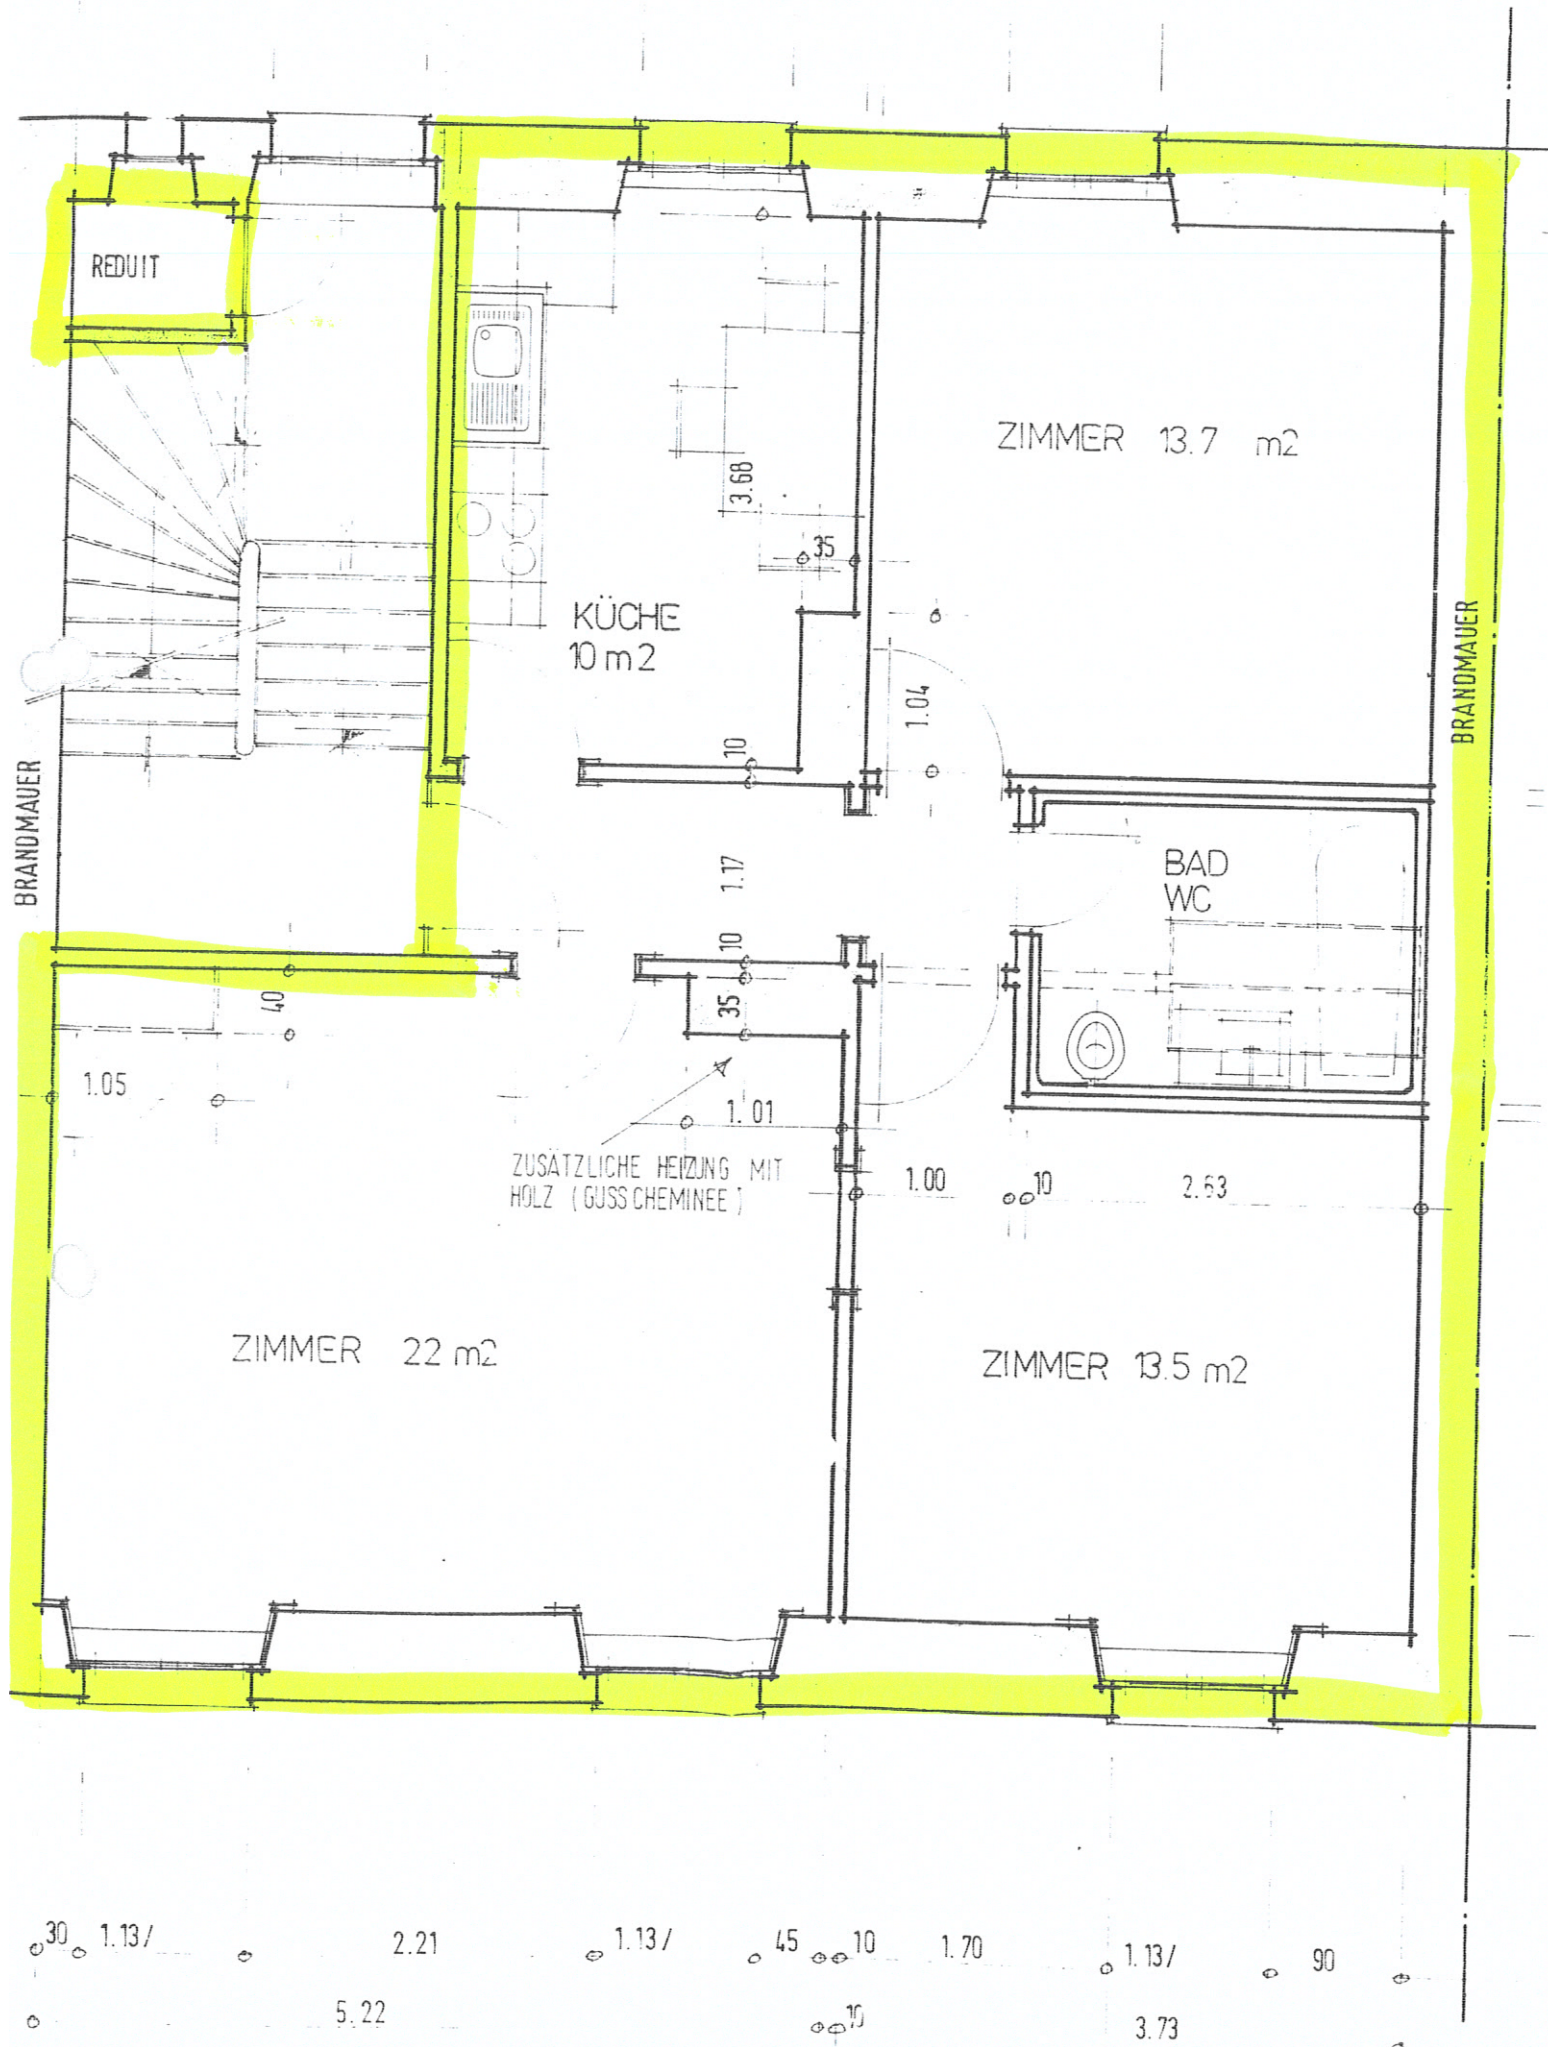 REDUIT
ZIMMER 13.7 m2
3.68
35
KÜCHE
10 m2
BRANDMAUER
1.04
10
BRANDMAUER
1.17
BAD
WC
10
40
35
1.05
1.01
ZUSÄTZLICHE HEIZUNG MIT
HOLZ (GUSSCHEMINEE)
1.00
10
2.63
ZIMMER 22 m2
ZIMMER 13.5 m2
30 1.13/ 2.21 1.13/ 45 10 1.70 1.13/ 90
5.22 10 3.73